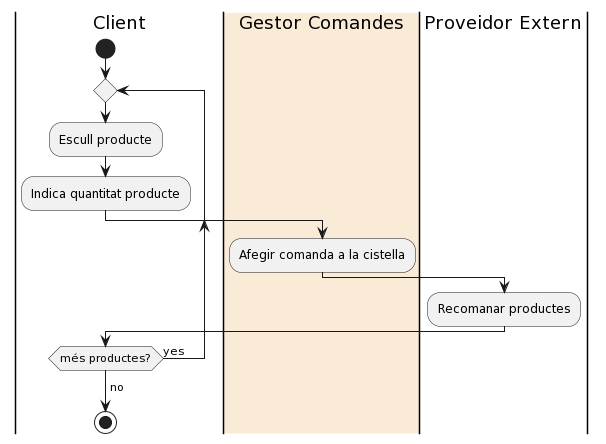 Client
Gestor Comandes
Proveidor Extern
Escull producte
Indica quantitat producte
Afegir comanda a la cistella
Recomanar productes
més productes?
yes
no